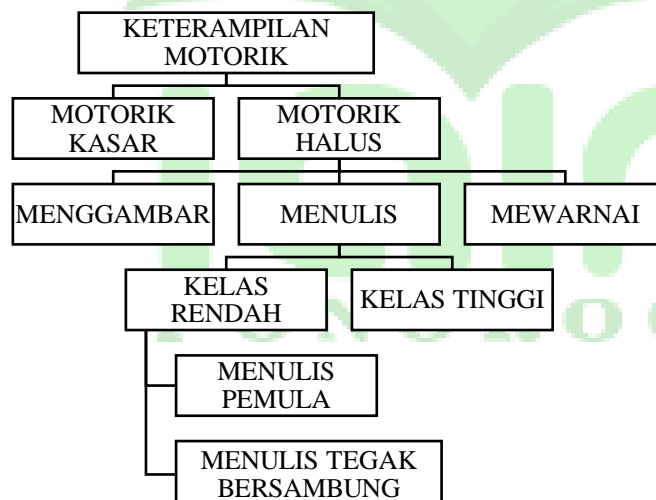 KETERAMPILAN
MOTORIK
MOTORIK
KASAR
MOTORIK
HALUS
MENGGAMBAR
MENULIS
MEWARNAI
KELAS
RENDAH
KELAS TINGGI
MENULIS
PEMULA
MENULIS TEGAK
BERSAMBUNG